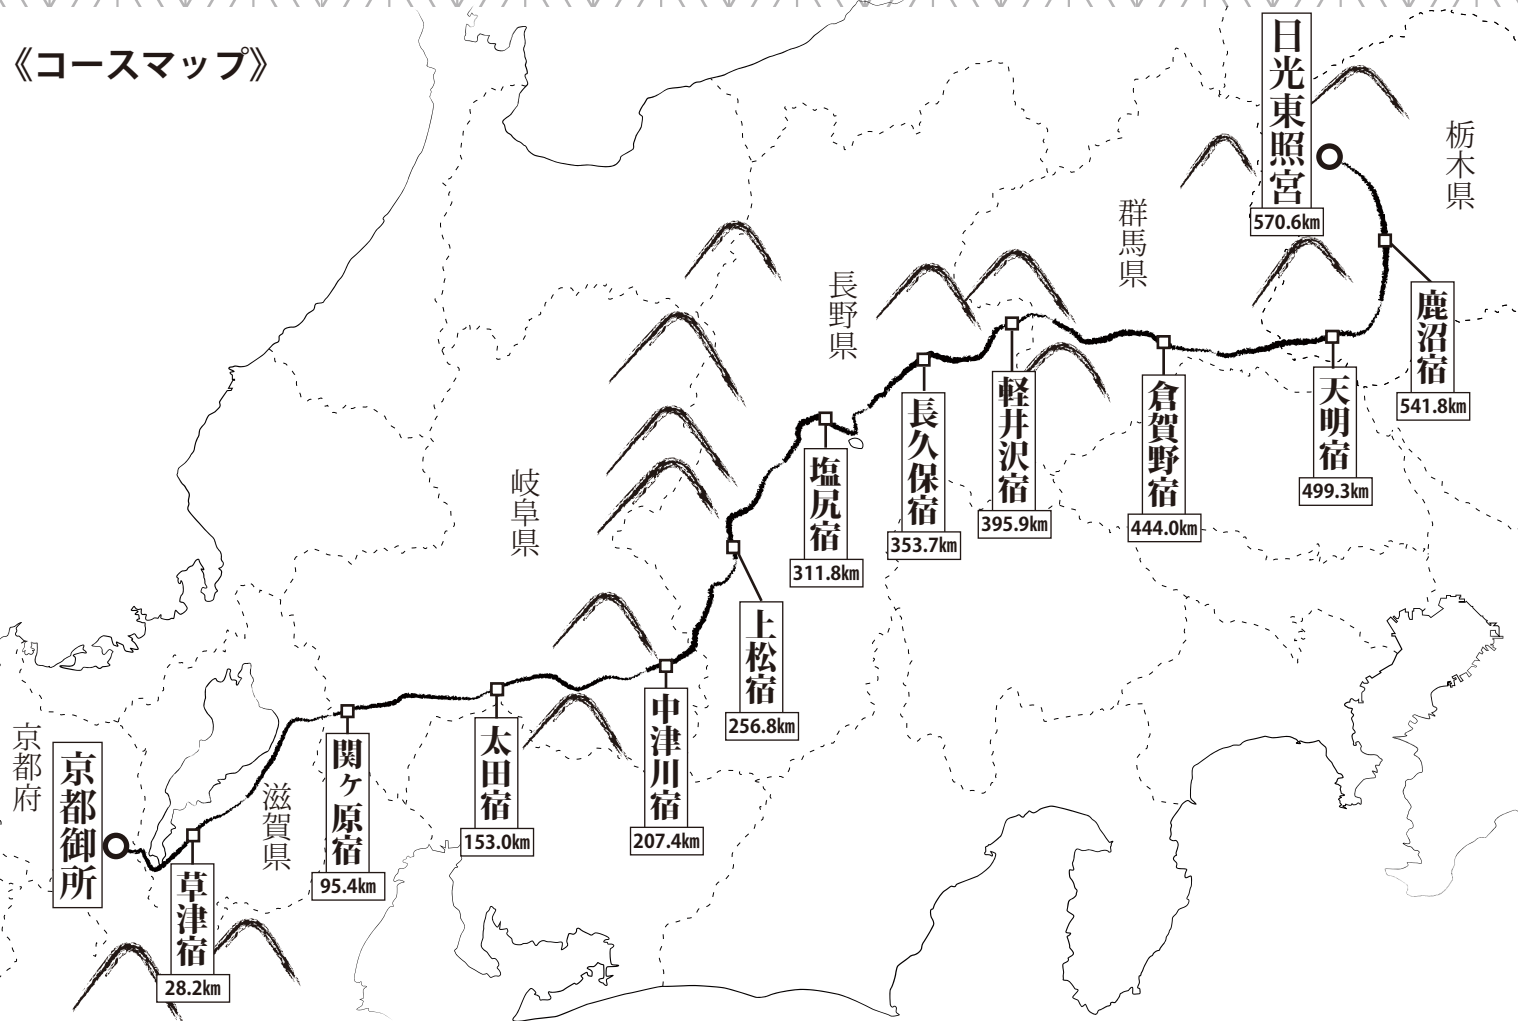 《コースマップ》
京都府
京都御所
草津宿
28.2km
滋賀県
関ヶ原宿
95.4km
太田宿
153.0km
岐阜県
中津川宿
207.4km
上松宿
256.8km
塩尻宿
311.8km
長野県
長久保宿
353.7km
軽井沢宿
395.9km
群馬県
倉賀野宿
444.0km
天明宿
499.3km
鹿沼宿
541.8km
栃木県
日光東照宮
570.6km